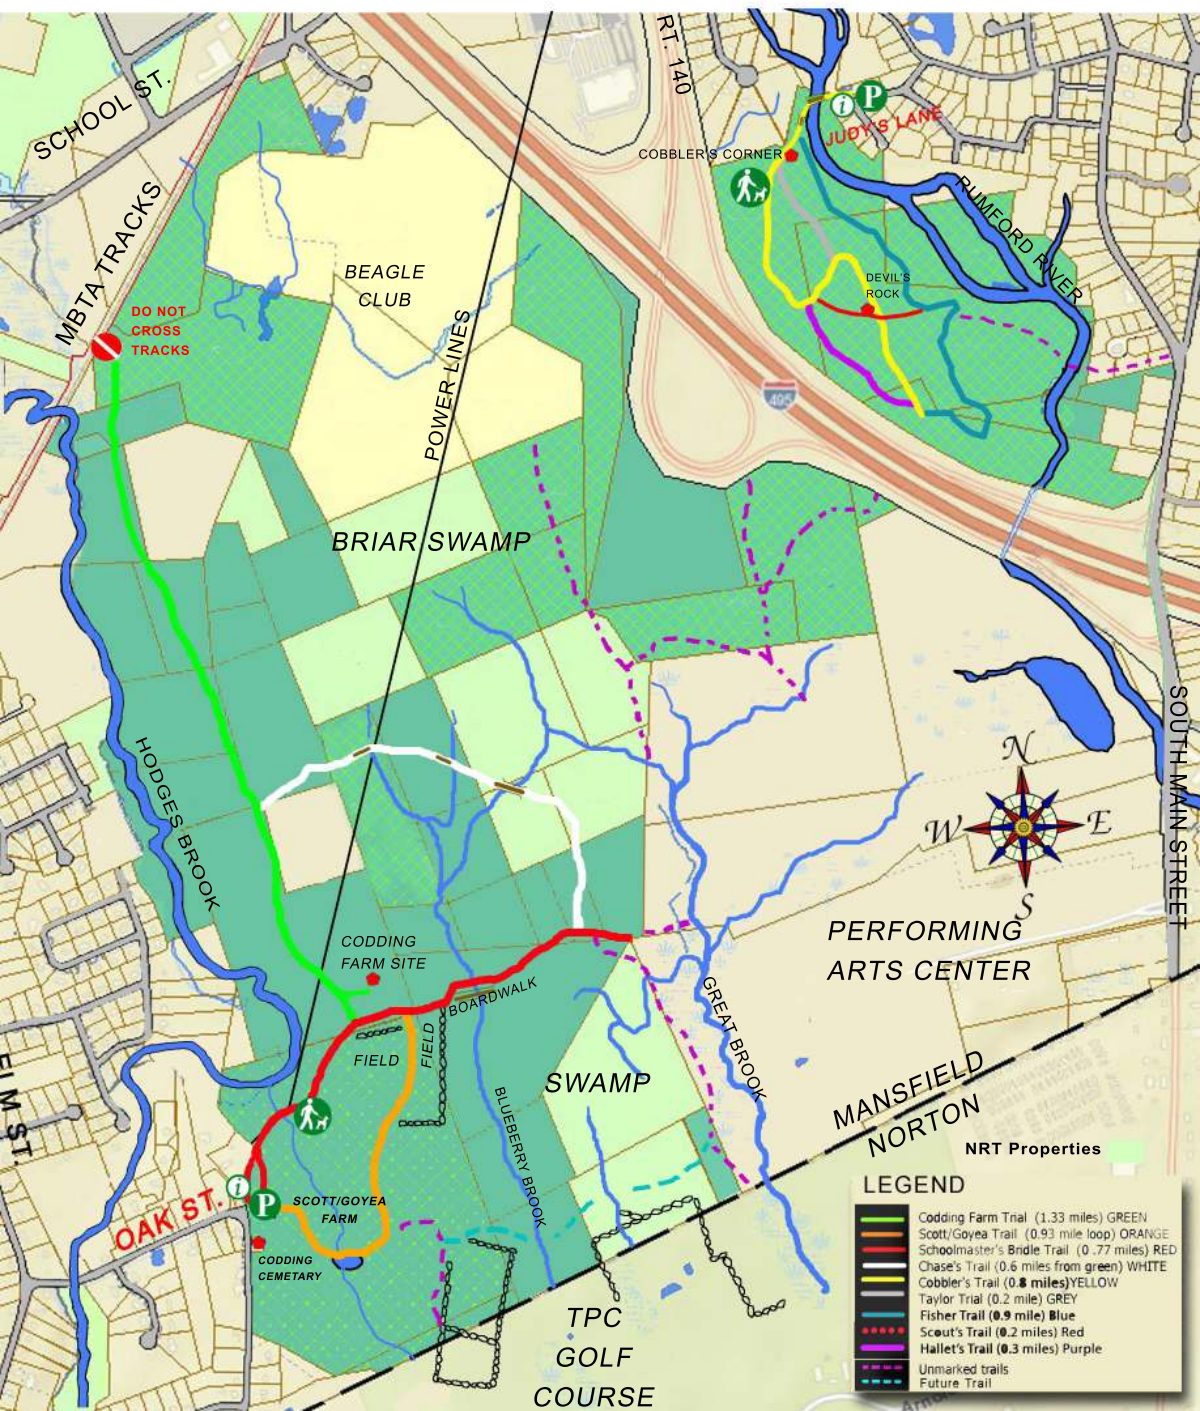 SCHOOL ST.
RT. 140
P
i
JUDY'S LANE
COBBLER'S CORNER
RUMFORD RIVER
MBTA TRACKS
BEAGLE
CLUB
DEVIL'S
ROCK
DO NOT
CROSS
TRACKS
POWER LINES
495
BRIAR SWAMP
SOUTH MAIN STREET
HODGES BROOK
N
W
E
S
PERFORMING
ARTS CENTER
CODDING
FARM SITE
BOARDWALK
GREAT BROOK
FIELD
FIELD
SWAMP
ELM ST.
BLUEBERRY BROOK
MANSFIELD
NORTON
NRT Properties
i
P
OAK ST.
SCOTT/GOYEA
FARM
CODDING
CEMETARY
TPC
GOLF
COURSE
LEGEND
Codding Farm Trial (1.33 miles) GREEN
Scott/Goyea Trail (0.93 mile loop) ORANGE
Schoolmaster's Bridle Trail (0 .77 miles) RED
Chase's Trail (0.6 miles from green) WHITE
Cobbler's Trail (0.8 miles)YELLOW
Taylor Trial (0.2 mile) GREY
Fisher Trail (0.9 mile) Blue
Scout's Trail (0.2 miles) Red
Hallet's Trail (0.3 miles) Purple
Unmarked trails
Future Trail